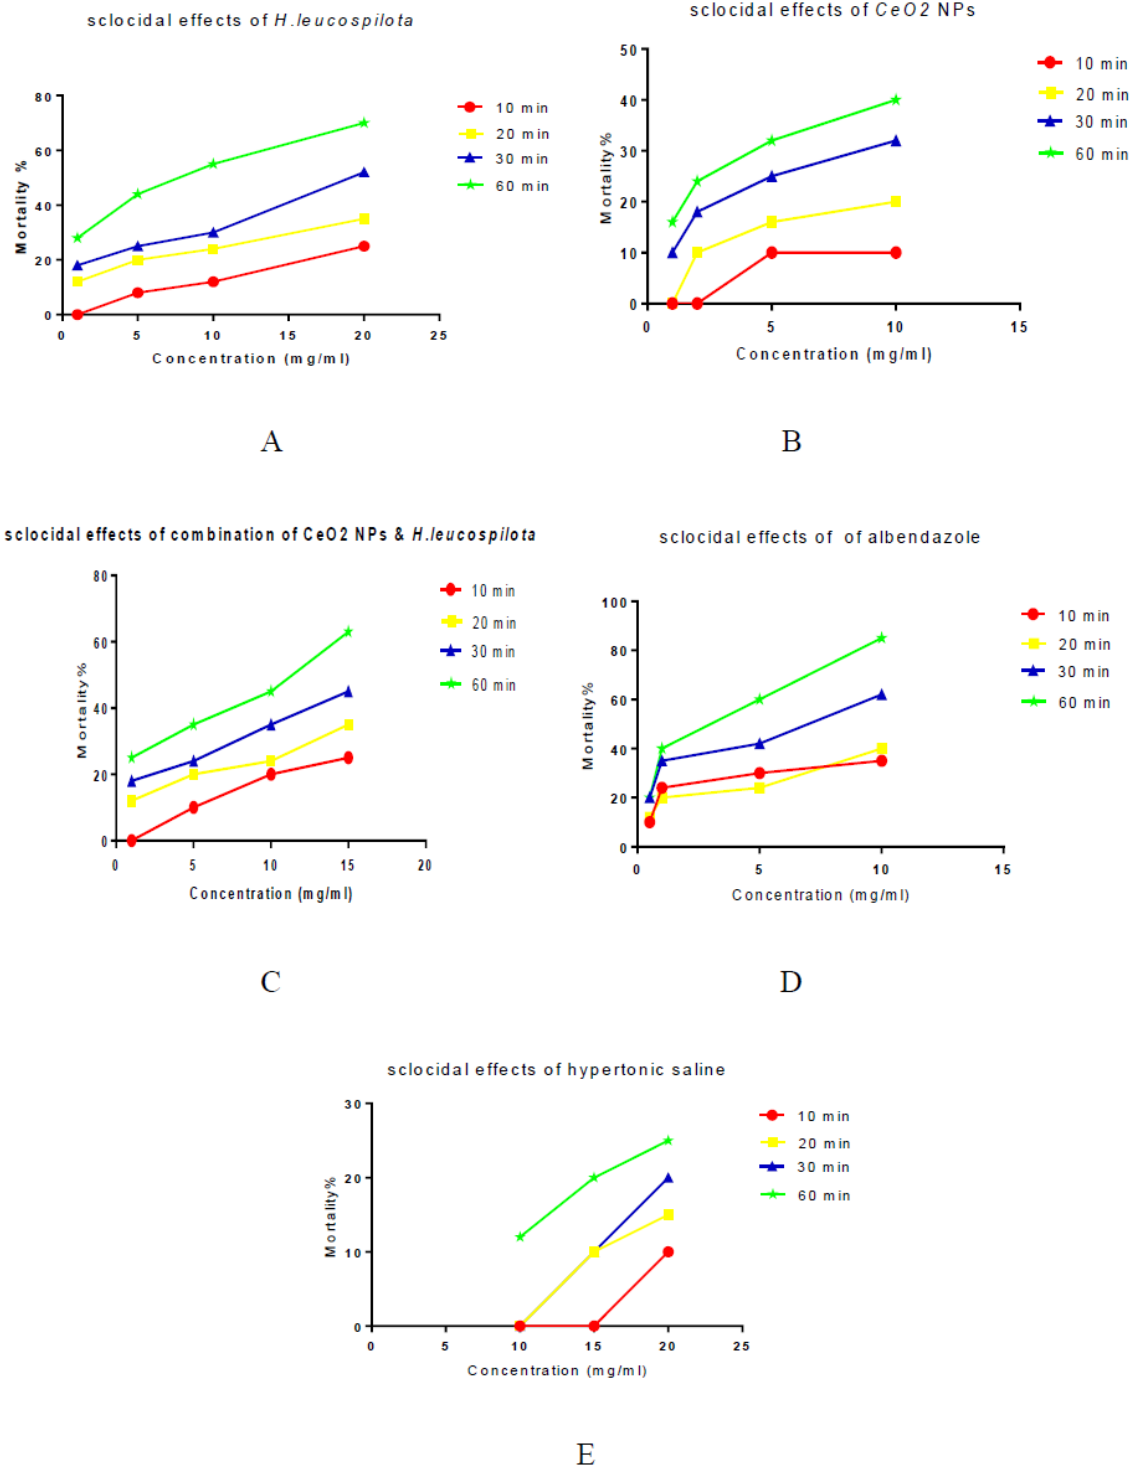 sclocidal effects of H.leucospilota
80
60
40
20
0
Mortality %
0 5 10 15 20 25
Concentration (mg/ml)
10 min
20 min
30 min
60 min
A
sclocidal effects of CeO2 NPs
50
40
30
20
10
0
Mortality%
0 5 10 15
Concentration (mg/ml)
10 min
20 min
30 min
60 min
B
sclocidal effects of combination of CeO2 NPs & H.leucospilota
80
60
40
20
0
Mortality%
0 5 10 15 20
Concentration (mg/ml)
10 min
20 min
30 min
60 min
C
sclocidal effects of of albendazole
100
80
60
40
20
0
Mortality%
0 5 10 15
Concentration (mg/ml)
10 min
20 min
30 min
60 min
D
sclocidal effects of hypertonic saline
30
20
10
0
Mortality%
0 5 10 15 20 25
Concentration (mg/ml)
10 min
20 min
30 min
60 min
E